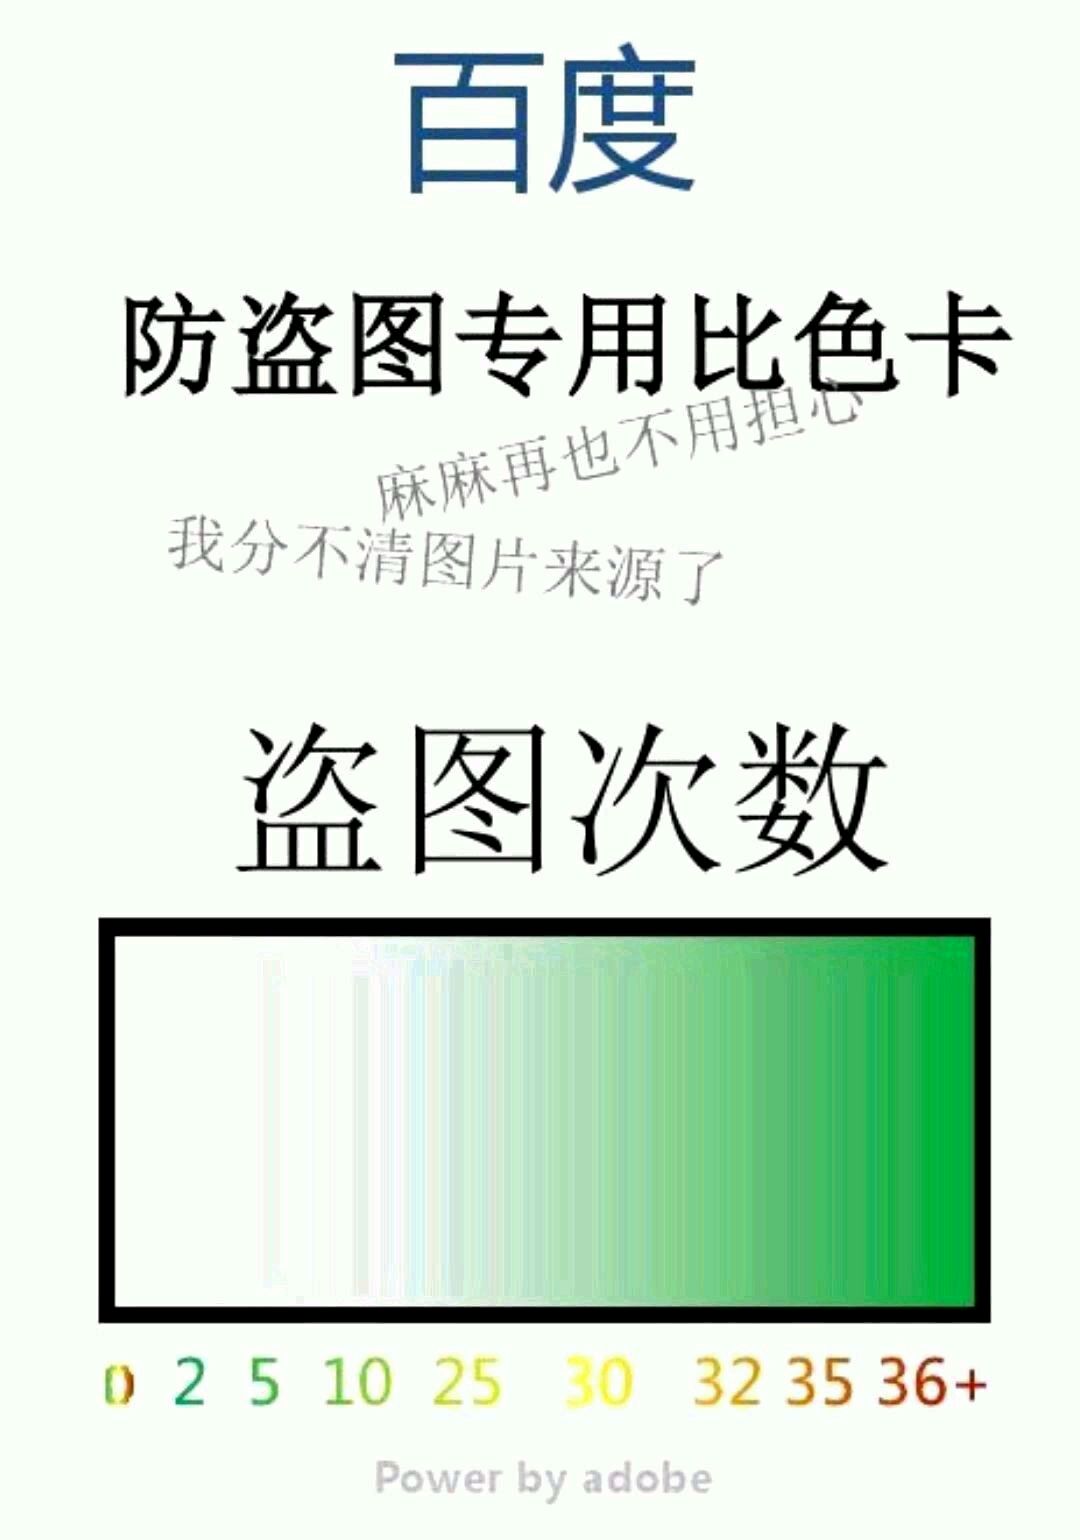 百度
防盗图专用比色卡
麻麻再也不用担心
我分不清图片来源了
盗图次数
0 2 5 10 25 30 32 35 36+
Power by adobe